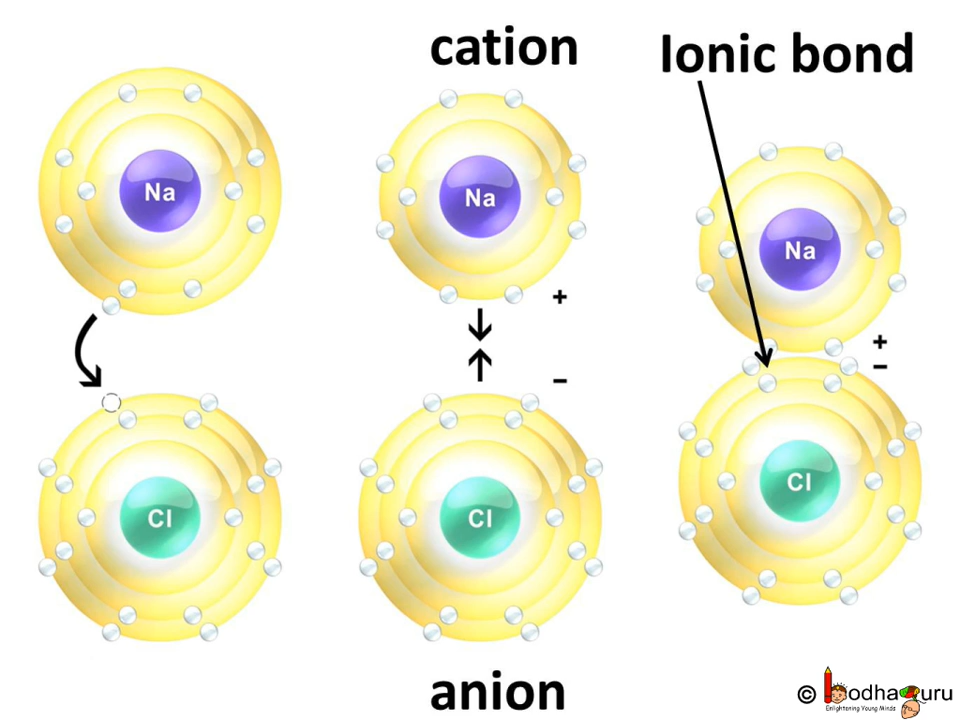 cation
Ionic bond
Na
Na
Na
+
−
+
−
Cl
Cl
Cl
anion
© BodhaGuru
Enlightening Young Minds